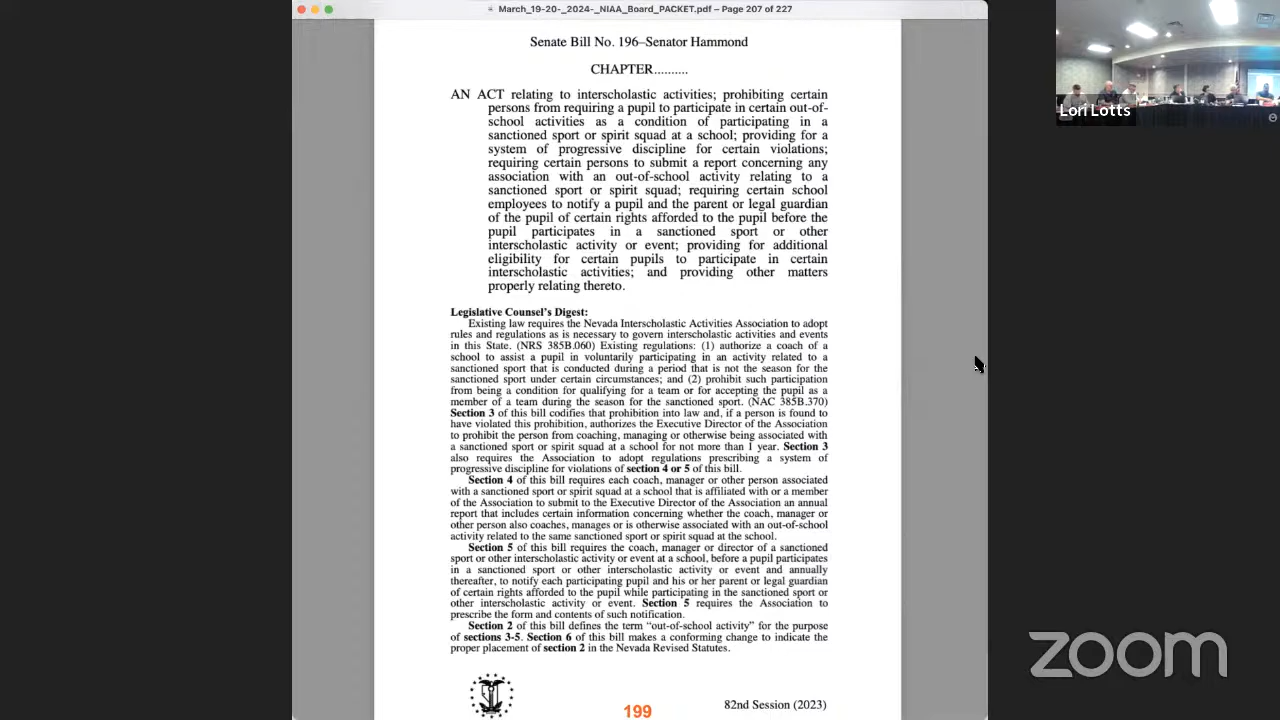 March_19-20-_2024-_NIAA_Board_PACKET.pdf – Page 207 of 227
Senate Bill No. 196–Senator Hammond
CHAPTER..........
AN ACT relating to interscholastic activities; prohibiting certain
persons from requiring a pupil to participate in certain out-of-
school activities as a condition of participating in a
sanctioned sport or spirit squad at a school; providing for a
system of progressive discipline for certain violations;
requiring certain persons to submit a report concerning any
association with an out-of-school activity relating to a
sanctioned sport or spirit squad; requiring certain school
employees to notify a pupil and the parent or legal guardian
of the pupil of certain rights afforded to the pupil before the
pupil participates in a sanctioned sport or other
interscholastic activity or event; providing for additional
eligibility for certain pupils to participate in certain
interscholastic activities; and providing other matters
properly relating thereto.
Legislative Counsel's Digest:
Existing law requires the Nevada Interscholastic Activities Association to adopt
rules and regulations as is necessary to govern interscholastic activities and events
in this State. (NRS 385B.060) Existing regulations: (1) authorize a coach of a
school to assist a pupil in voluntarily participating in an activity related to a
sanctioned sport that is conducted during a period that is not the season for the
sanctioned sport under certain circumstances; and (2) prohibit such participation
from being a condition for qualifying for a team or for accepting the pupil as a
member of a team during the season for the sanctioned sport. (NAC 385B.370)
Section 3 of this bill codifies that prohibition into law and, if a person is found to
have violated this prohibition, authorizes the Executive Director of the Association
to prohibit the person from coaching, managing or otherwise being associated with
a sanctioned sport or spirit squad at a school for not more than 1 year. Section 3
also requires the Association to adopt regulations prescribing a system of
progressive discipline for violations of section 4 or 5 of this bill.
Section 4 of this bill requires each coach, manager or other person associated
with a sanctioned sport or spirit squad at a school that is affiliated with or a member
of the Association to submit to the Executive Director of the Association an annual
report that includes certain information concerning whether the coach, manager or
other person also coaches, manages or is otherwise associated with an out-of-school
activity related to the same sanctioned sport or spirit squad at the school.
Section 5 of this bill requires the coach, manager or director of a sanctioned
sport or other interscholastic activity or event at a school, before a pupil participates
in a sanctioned sport or other interscholastic activity or event and annually
thereafter, to notify each participating pupil and his or her parent or legal guardian
of certain rights afforded to the pupil while participating in the sanctioned sport or
other interscholastic activity or event. Section 5 requires the Association to
prescribe the form and contents of such notification.
Section 2 of this bill defines the term “out-of-school activity” for the purpose
of sections 3-5. Section 6 of this bill makes a conforming change to indicate the
proper placement of section 2 in the Nevada Revised Statutes.
199
82nd Session (2023)
Lori Lotts
zoom